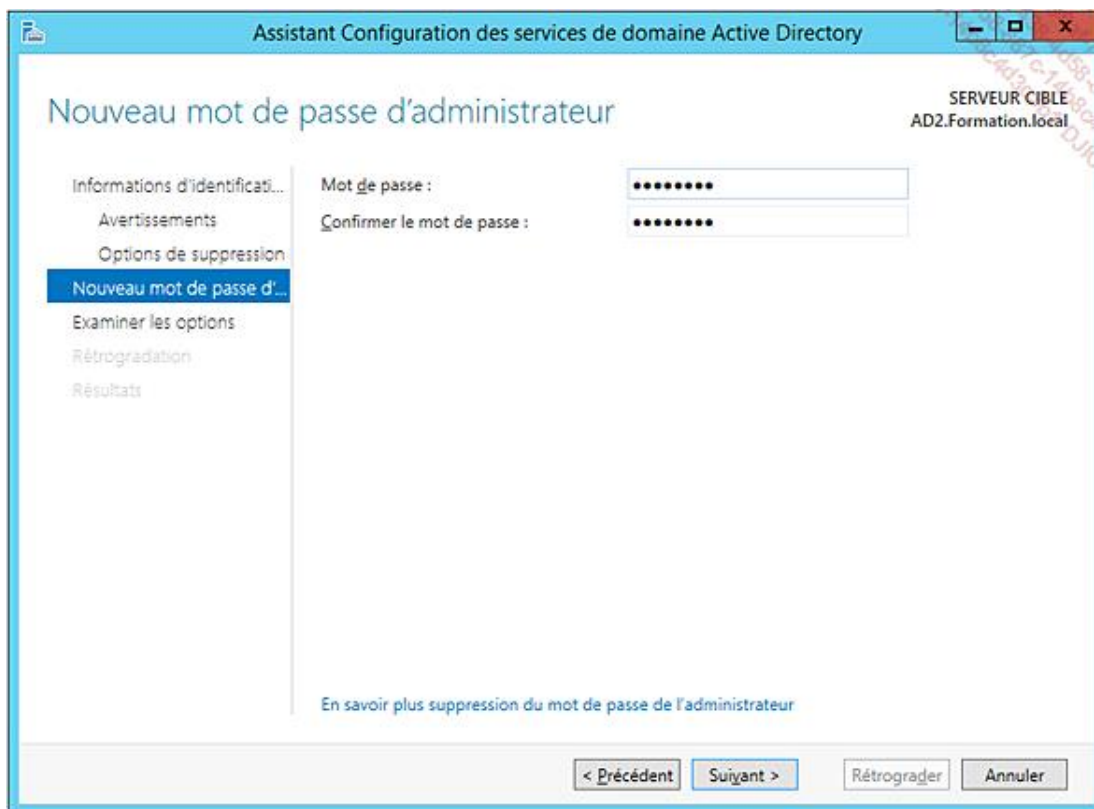 Assistant Configuration des services de domaine Active Directory
Nouveau mot de passe d'administrateur
SERVEUR CIBLE
AD2.Formation.local
Informations d'identificati...
Avertissements
Options de suppression
Nouveau mot de passe d'...
Examiner les options
Rétrogradation
Résultats
Mot de passe :
••••••••
Confirmer le mot de passe :
••••••••
En savoir plus suppression du mot de passe de l'administrateur
< Précédent
Suivant >
Rétrograder
Annuler